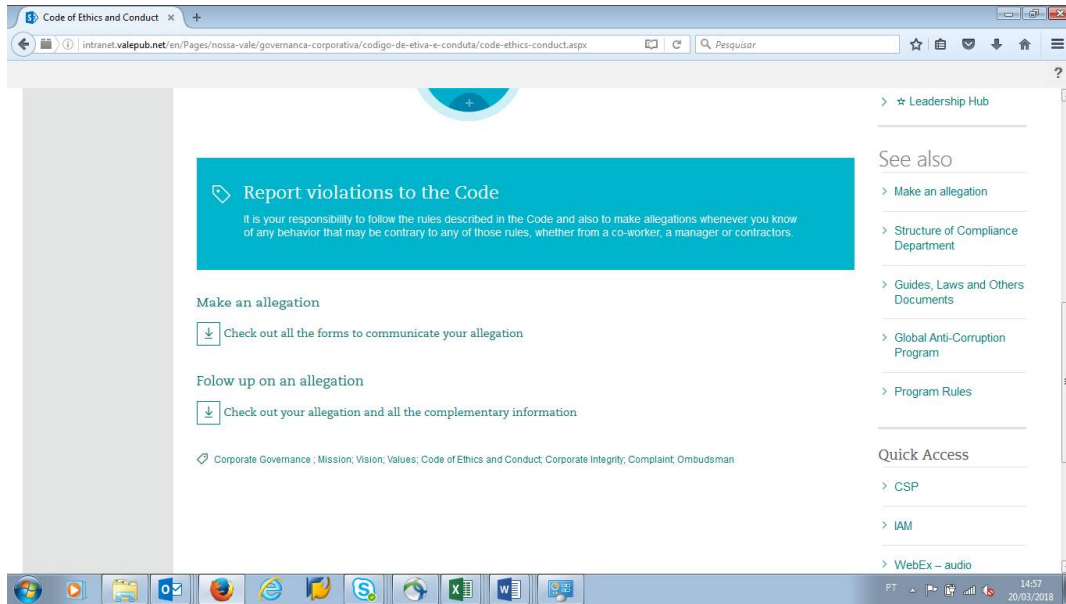 Code of Ethics and Conduct
intranet.valepub.net/en/Pages/nossa-vale/governanca-corporativa/codigo-de-etiva-e-conduta/code-ethics-conduct.aspx
Pesquisar
?
Leadership Hub
Report violations to the Code
It is your responsibility to follow the rules described in the Code and also to make allegations whenever you know
of any behavior that may be contrary to any of those rules, whether from a co-worker, a manager or contractors.
Make an allegation
Check out all the forms to communicate your allegation
Folow up on an allegation
Check out your allegation and all the complementary information
Corporate Governance ; Mission; Vision; Values; Code of Ethics and Conduct; Corporate Integrity; Complaint; Ombudsman
See also
Make an allegation
Structure of Compliance
Department
Guides, Laws and Others
Documents
Global Anti-Corruption
Program
Program Rules
Quick Access
CSP
IAM
WebEx – audio
PT
14:57
20/03/2018